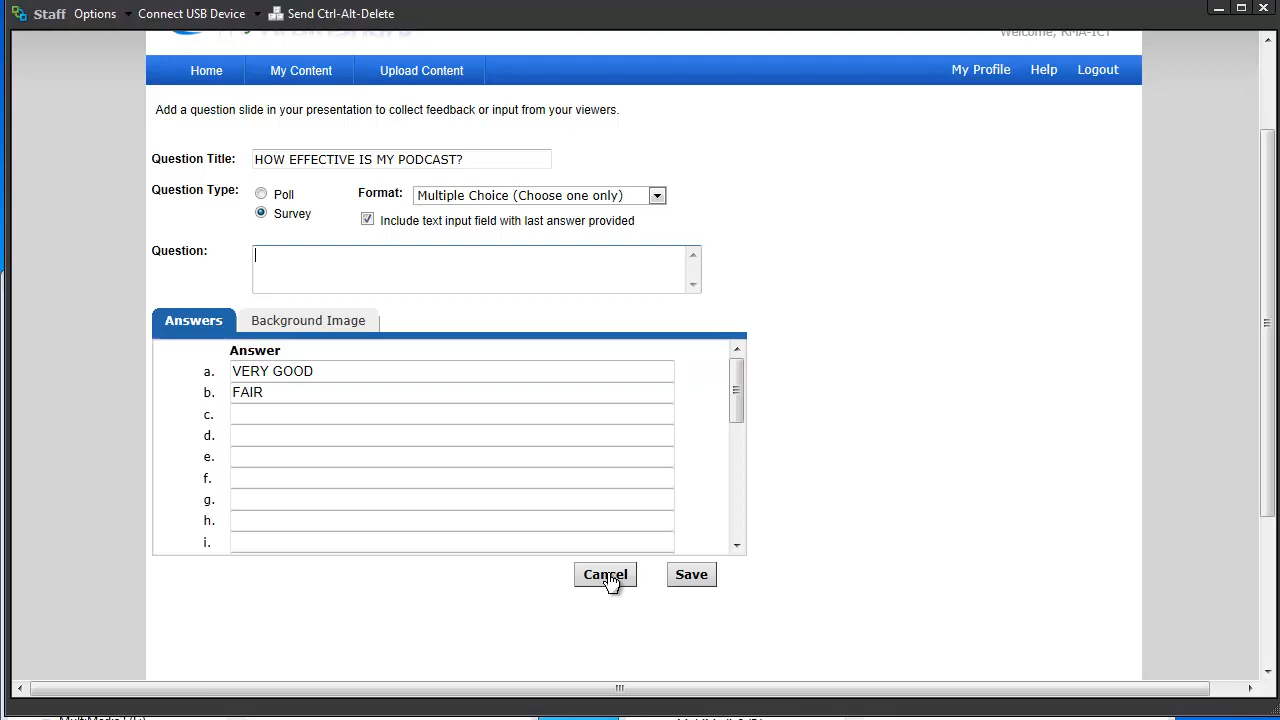 Staff Options Connect USB Device Send Ctrl-Alt-Delete
Welcome, RMA-ICT
Home My Content Upload Content My Profile Help Logout
Add a question slide in your presentation to collect feedback or input from your viewers.
Question Title: HOW EFFECTIVE IS MY PODCAST?
Question Type: Poll Format: Multiple Choice (Choose one only)
Survey Include text input field with last answer provided
Question:
Answers Background Image
Answer
a. VERY GOOD
b. FAIR
c.
d.
e.
f.
g.
h.
i.
Cancel Save